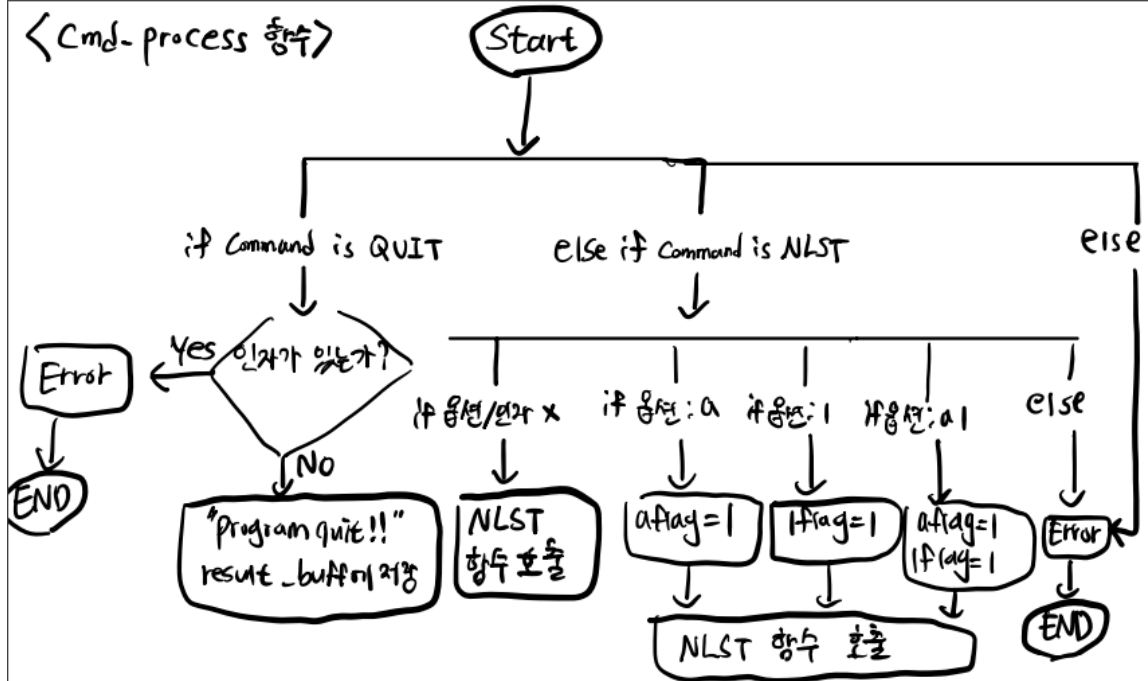 <Cmd-process 함수>
Start
if Command is QUIT
else if Command is NLST
else
인자가 있는가?
Yes
Error
END
No
"Program quit!!"
result_buff에 저장
if 옵션/인자 x
NLST
함수 호출
if 옵션: a
aflag=1
if 옵션: l
lflag=1
if 옵션: al
aflag=1
lflag=1
else
Error
END
NLST 함수 호출